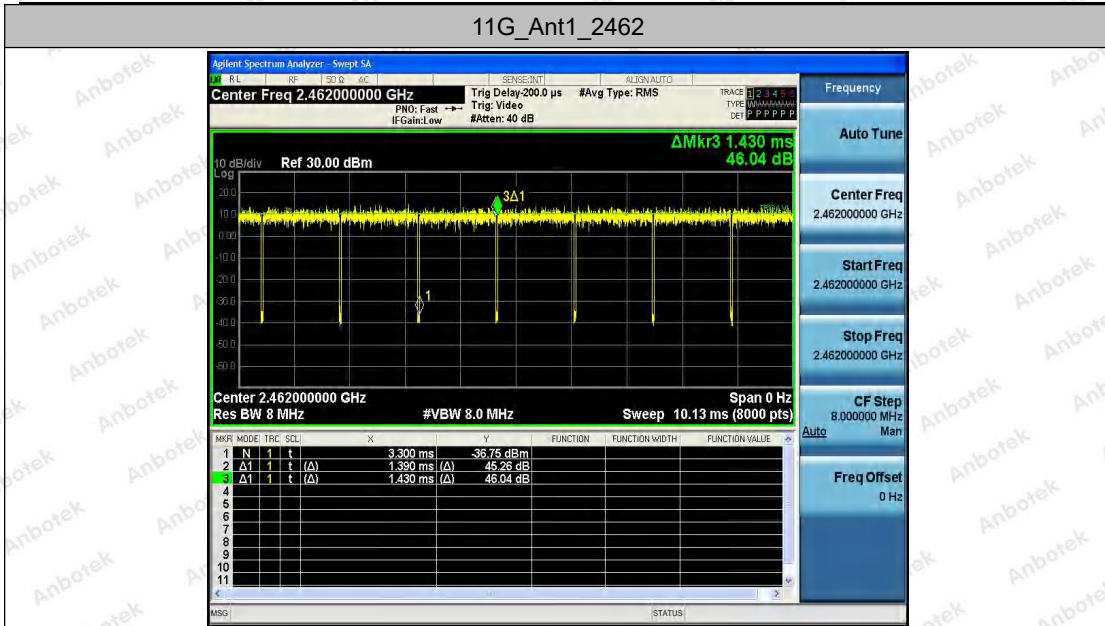 11G_Ant1_2462
Agilent Spectrum Analyzer - Swept SA
RL RF 50 Ω AC SENSE:INT ALIGNAUTO
Center Freq 2.462000000 GHz
PNO: Fast
IFGain:Low
Trig Delay-200.0 µs
Trig: Video
#Atten: 40 dB
#Avg Type: RMS
TRACE 1 2 3 4 5 6
TYPE
DET P P P P P P
ΔMkr3 1.430 ms
46.04 dB
10 dB/div Ref 30.00 dBm
Log
20.0
10.0
0.00
-10.0
-20.0
-30.0
-40.0
-50.0
-60.0
3Δ1
1
Center 2.462000000 GHz Span 0 Hz
Res BW 8 MHz #VBW 8.0 MHz Sweep 10.13 ms (8000 pts)
MKR MODE TRC SCL X Y FUNCTION FUNCTION WIDTH FUNCTION VALUE
1 N 1 t 3.300 ms -36.75 dBm
2 Δ1 1 t (Δ) 1.390 ms (Δ) 45.26 dB
3 Δ1 1 t (Δ) 1.430 ms (Δ) 46.04 dB
4
5
6
7
8
9
10
11
MSG STATUS
Frequency
Auto Tune
Center Freq
2.462000000 GHz
Start Freq
2.462000000 GHz
Stop Freq
2.462000000 GHz
CF Step
8.000000 MHz
Auto Man
Freq Offset
0 Hz
Anbotek